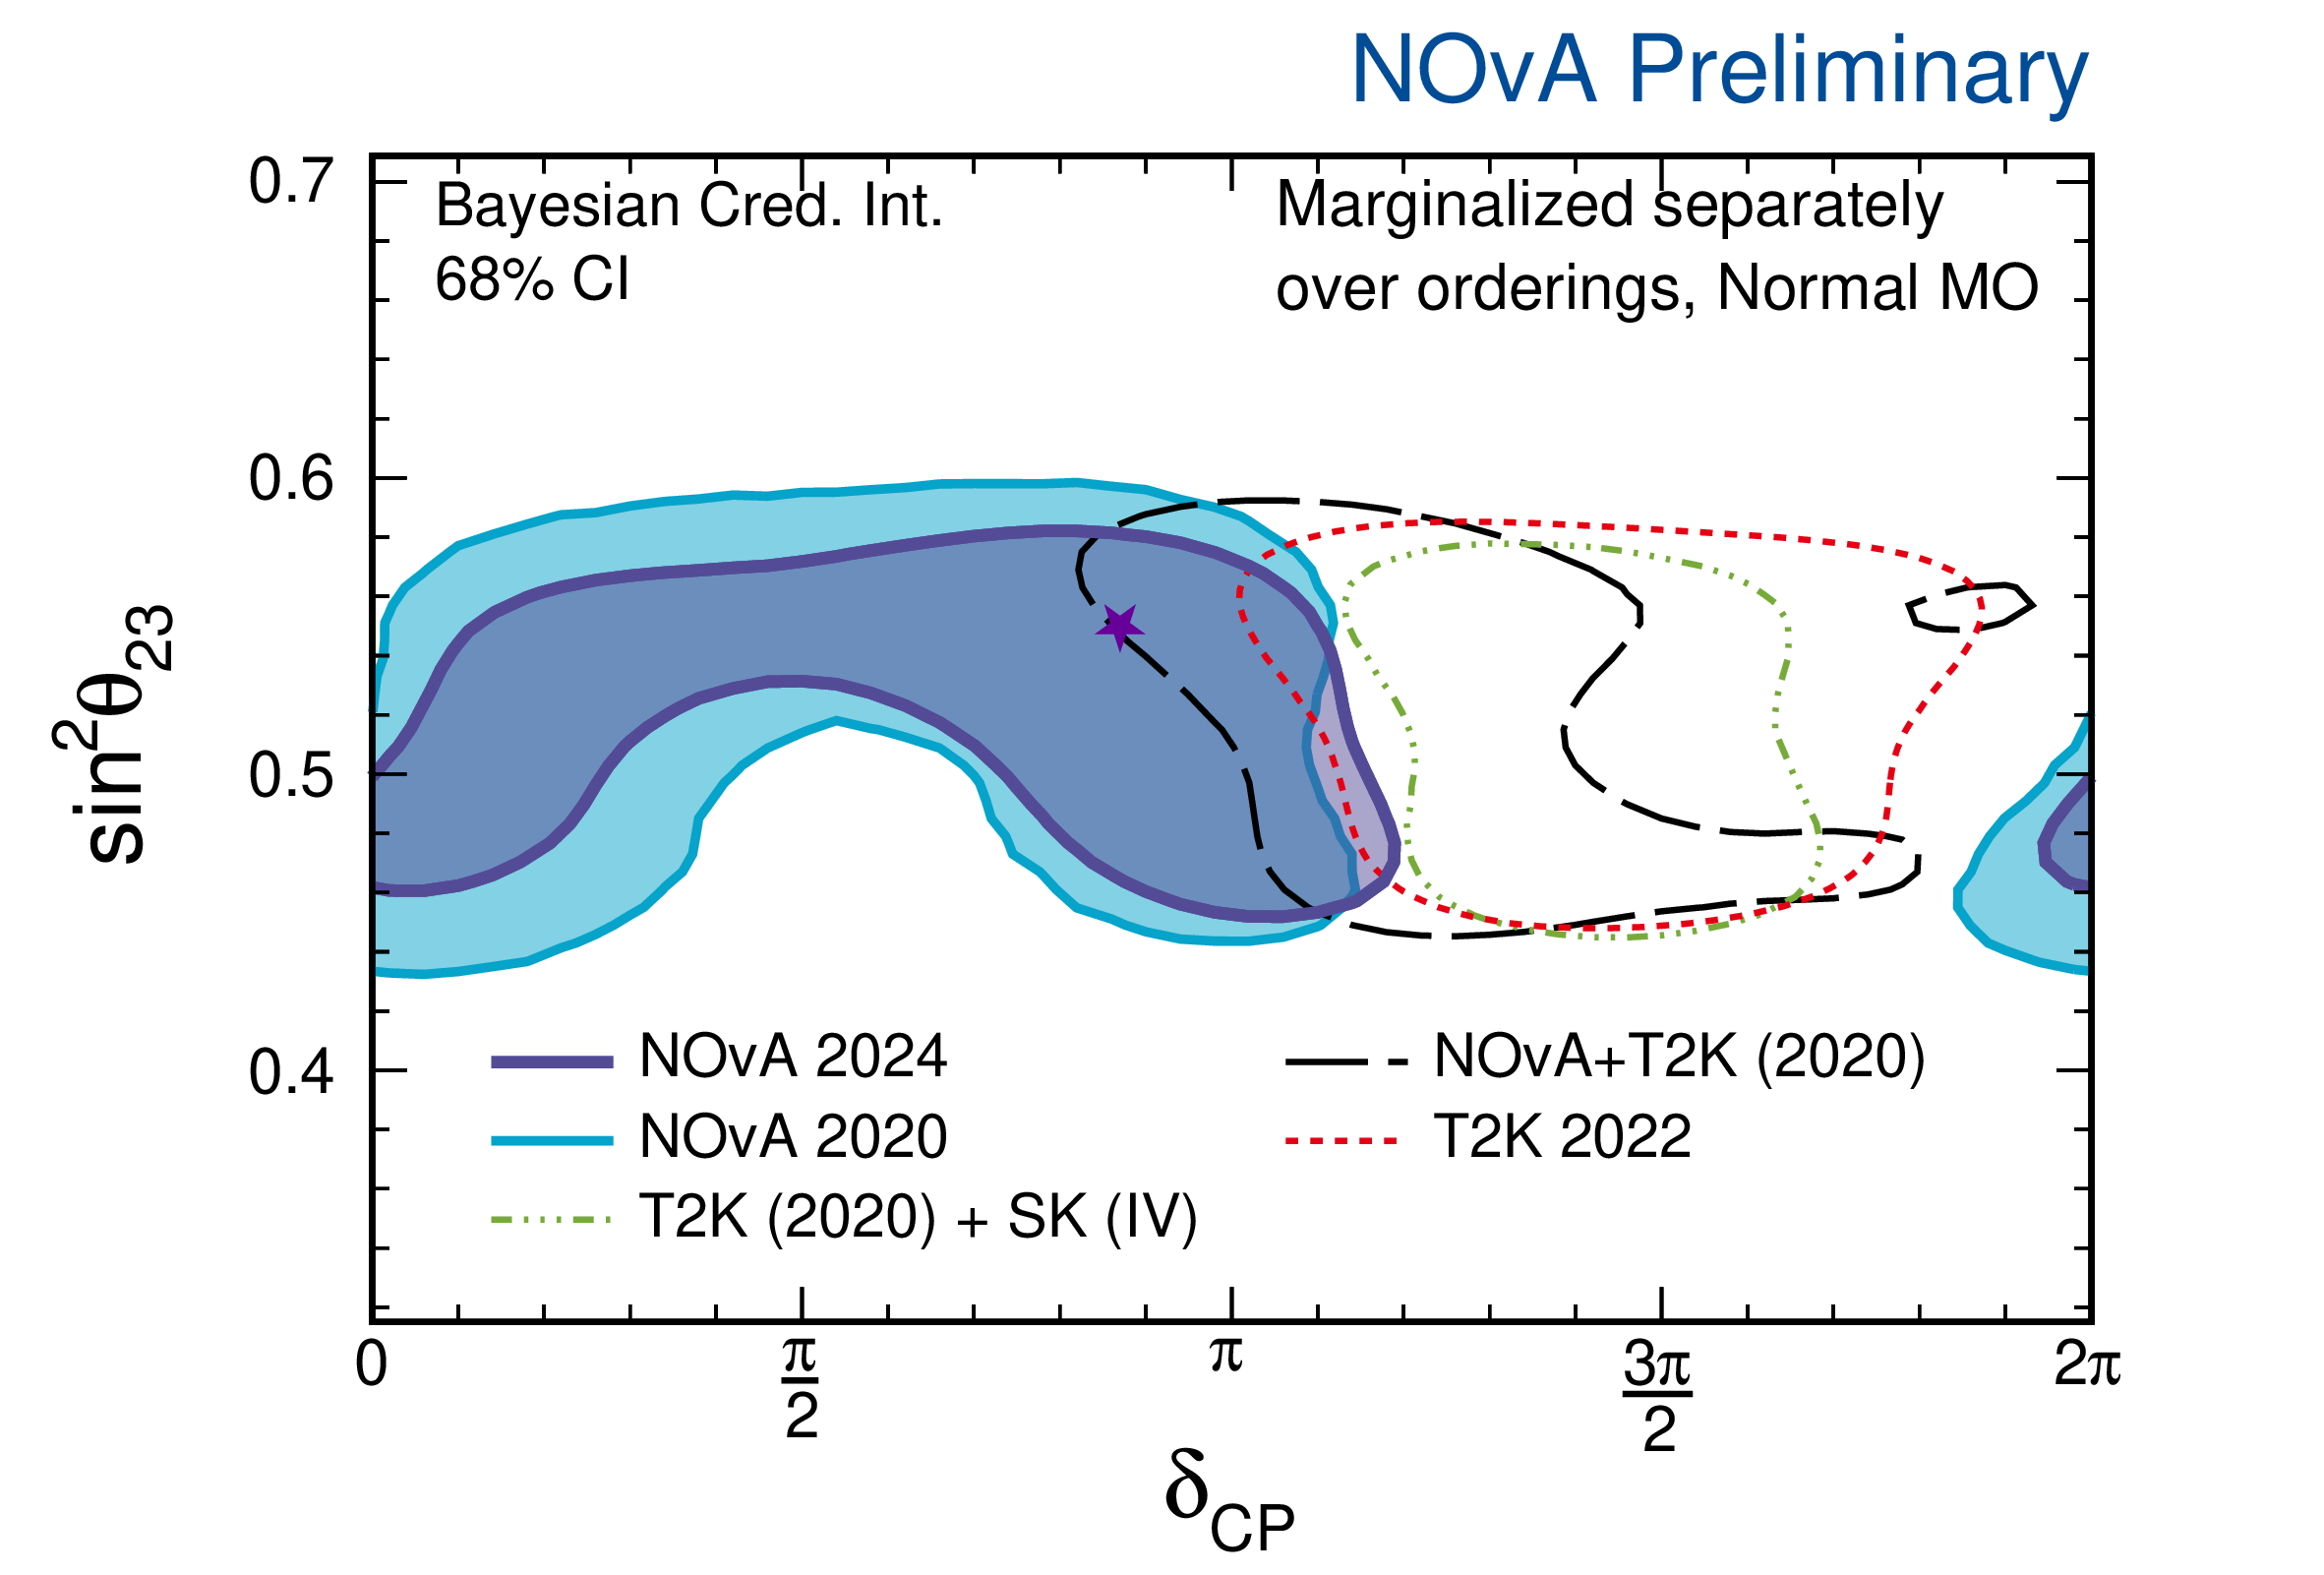 NOvA Preliminary
Bayesian Cred. Int.
68% CI
Marginalized separately
over orderings, Normal MO
sin²θ₂₃
0.7
0.6
0.5
0.4
NOvA 2024
NOvA 2020
T2K (2020) + SK (IV)
NOvA+T2K (2020)
T2K 2022
0
π/2
π
3π/2
2π
δCP